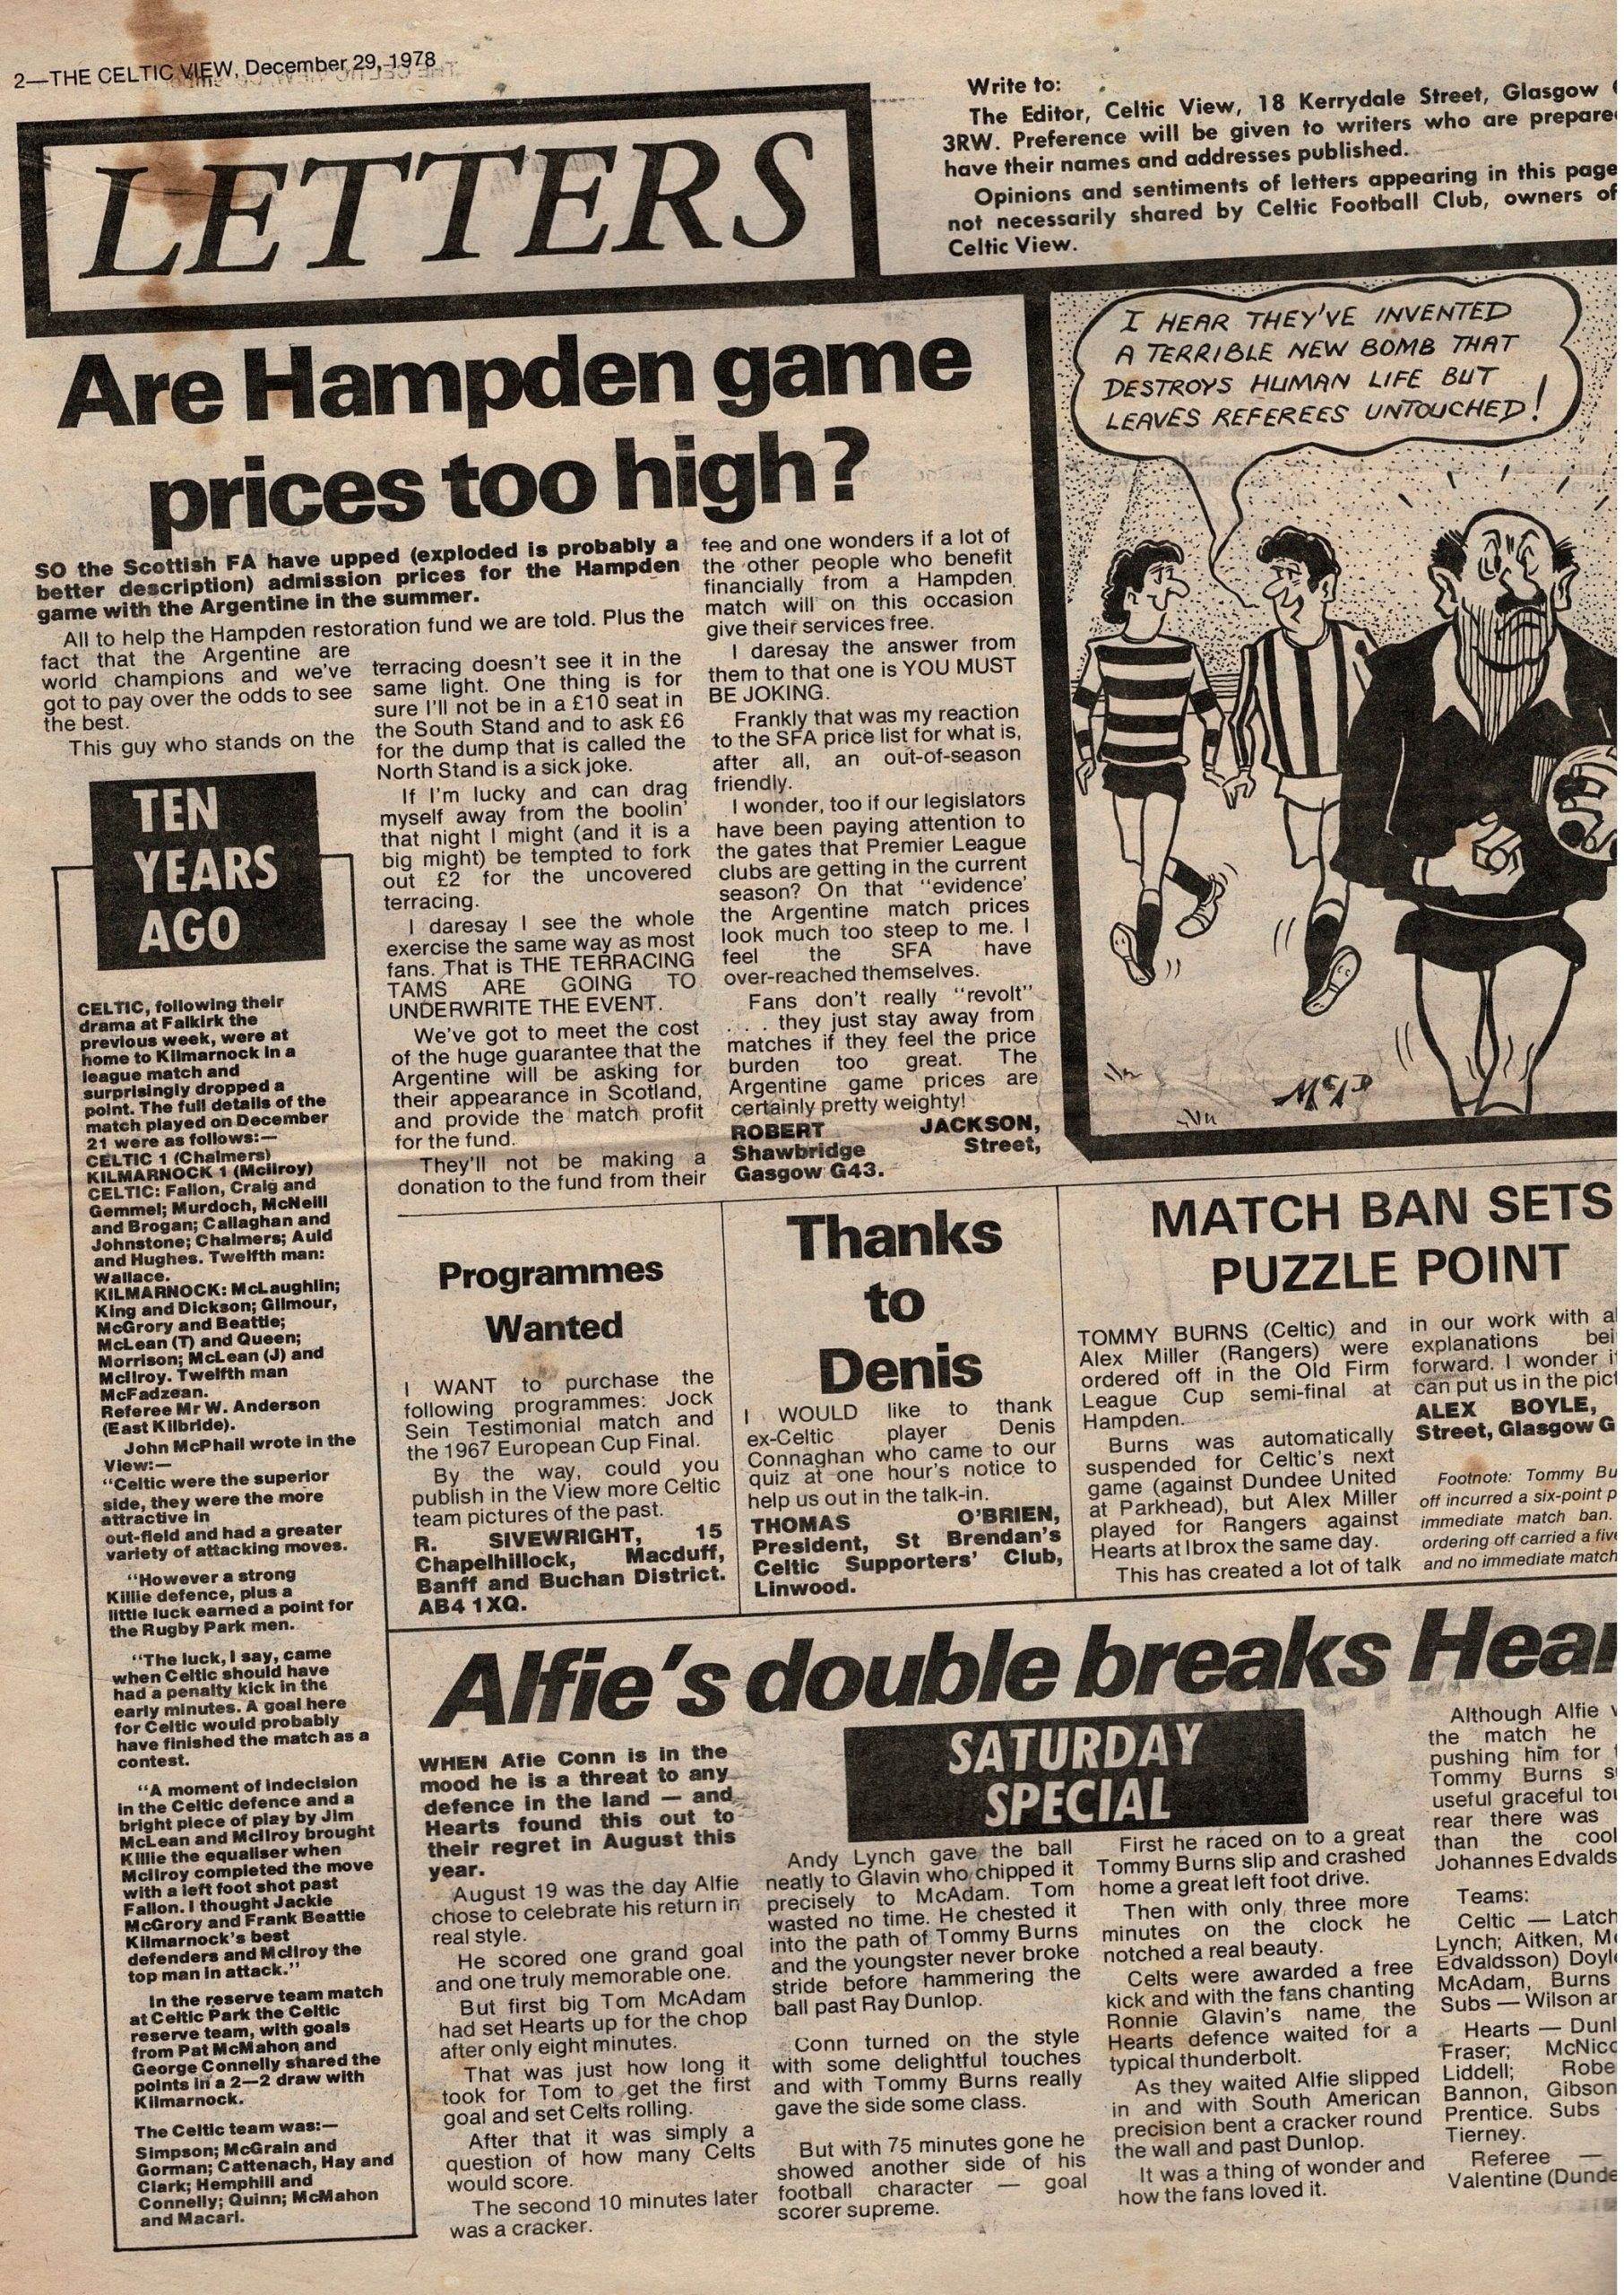 2—THE CELTIC VIEW, December 29, 1978
LETTERS
Write to:
The Editor, Celtic View, 18 Kerrydale Street, Glasgow
3RW. Preference will be given to writers who are prepare
have their names and addresses published.
Opinions and sentiments of letters appearing in this page
not necessarily shared by Celtic Football Club, owners of
Celtic View.
I HEAR THEY'VE INVENTED
A TERRIBLE NEW BOMB THAT
DESTROYS HUMAN LIFE BUT
LEAVES REFEREES UNTOUCHED!
McD
Are Hampden game
prices too high?
SO the Scottish FA have upped (exploded is probably a
better description) admission prices for the Hampden
game with the Argentine in the summer.
All to help the Hampden restoration fund we are told. Plus the
fact that the Argentine are
world champions and we've
got to pay over the odds to see
the best.
This guy who stands on the
terracing doesn't see it in the
same light. One thing is for
sure I'll not be in a £10 seat in
the South Stand and to ask £6
for the dump that is called the
North Stand is a sick joke.
If I'm lucky and can drag
myself away from the boolin'
that night I might (and it is a
big might) be tempted to fork
out £2 for the uncovered
terracing.
I daresay I see the whole
exercise the same way as most
fans. That is THE TERRACING
TAMS ARE GOING TO
UNDERWRITE THE EVENT.
We've got to meet the cost
of the huge guarantee that the
Argentine will be asking for
their appearance in Scotland,
and provide the match profit
for the fund.
They'll not be making a
donation to the fund from their
fee and one wonders if a lot of
the other people who benefit
financially from a Hampden
match will on this occasion
give their services free.
I daresay the answer from
them to that one is YOU MUST
BE JOKING.
Frankly that was my reaction
to the SFA price list for what is,
after all, an out-of-season
friendly.
I wonder, too if our legislators
have been paying attention to
the gates that Premier League
clubs are getting in the current
season? On that "evidence'
the Argentine match prices
look much too steep to me. I
feel the SFA have
over-reached themselves.
Fans don't really "revolt"
. . . they just stay away from
matches if they feel the price
burden too great. The
Argentine game prices are
certainly pretty weighty!
ROBERT JACKSON,
Shawbridge Street,
Gasgow G43.
TEN
YEARS
AGO
CELTIC, following their
drama at Falkirk the
previous week, were at
home to Kilmarnock in a
league match and
surprisingly dropped a
point. The full details of the
match played on December
21 were as follows:—
CELTIC 1 (Chalmers)
KILMARNOCK 1 (McIlroy)
CELTIC: Fallon, Craig and
Gemmel; Murdoch, McNeill
and Brogan; Callaghan and
Johnstone; Chalmers; Auld
and Hughes. Twelfth man:
Wallace.
KILMARNOCK: McLaughlin;
King and Dickson; Gilmour,
McGrory and Beattie;
McLean (T) and Queen;
Morrison; McLean (J) and
McIlroy. Twelfth man
McFadzean.
Referee Mr W. Anderson
(East Kilbride).
John McPhail wrote in the
View:—
"Celtic were the superior
side, they were the more
attractive in
out-field and had a greater
variety of attacking moves.
"However a strong
Killie defence, plus a
little luck earned a point for
the Rugby Park men.
"The luck, I say, came
when Celtic should have
had a penalty kick in the
early minutes. A goal here
for Celtic would probably
have finished the match as a
contest.
"A moment of indecision
in the Celtic defence and a
bright piece of play by Jim
McLean and McIlroy brought
Killie the equaliser when
McIlroy completed the move
with a left foot shot past
Fallon. I thought Jackie
McGrory and Frank Beattie
Kilmarnock's best
defenders and McIlroy the
top man in attack."
In the reserve team match
at Celtic Park the Celtic
reserve team, with goals
from Pat McMahon and
George Connelly shared the
points in a 2—2 draw with
Kilmarnock.
The Celtic team was:—
Simpson; McGrain and
Gorman; Cattenach, Hay and
Clark; Hemphill and
Connelly; Quinn; McMahon
and Macari.
Programmes
Wanted
I WANT to purchase the
following programmes: Jock
Sein Testimonial match and
the 1967 European Cup Final.
By the way, could you
publish in the View more Celtic
team pictures of the past.
R. SIVEWRIGHT, 15
Chapelhillock, Macduff,
Banff and Buchan District.
AB4 1XQ.
Thanks
to
Denis
I WOULD like to thank
ex-Celtic player Denis
Connaghan who came to our
quiz at one hour's notice to
help us out in the talk-in.
THOMAS O'BRIEN,
President, St Brendan's
Celtic Supporters' Club,
Linwood.
MATCH BAN SETS
PUZZLE POINT
TOMMY BURNS (Celtic) and
Alex Miller (Rangers) were
ordered off in the Old Firm
League Cup semi-final at
Hampden.
Burns was automatically
suspended for Celtic's next
game (against Dundee United
at Parkhead), but Alex Miller
played for Rangers against
Hearts at Ibrox the same day.
This has created a lot of talk
in our work with al
explanations bei
forward. I wonder if
can put us in the pict
ALEX BOYLE,
Street, Glasgow G
Footnote: Tommy Bu
off incurred a six-point p
immediate match ban.
ordering off carried a five
and no immediate match
Alfie's double breaks Hear
SATURDAY
SPECIAL
WHEN Afie Conn is in the
mood he is a threat to any
defence in the land — and
Hearts found this out to
their regret in August this
year.
August 19 was the day Alfie
chose to celebrate his return in
real style.
He scored one grand goal
and one truly memorable one.
But first big Tom McAdam
had set Hearts up for the chop
after only eight minutes.
That was just how long it
took for Tom to get the first
goal and set Celts rolling.
After that it was simply a
question of how many Celts
would score.
The second 10 minutes later
was a cracker.
Andy Lynch gave the ball
neatly to Glavin who chipped it
precisely to McAdam. Tom
wasted no time. He chested it
into the path of Tommy Burns
and the youngster never broke
stride before hammering the
ball past Ray Dunlop.
Conn turned on the style
with some delightful touches
and with Tommy Burns really
gave the side some class.
But with 75 minutes gone he
showed another side of his
football character — goal
scorer supreme.
First he raced on to a great
Tommy Burns slip and crashed
home a great left foot drive.
Then with only three more
minutes on the clock he
notched a real beauty.
Celts were awarded a free
kick and with the fans chanting
Ronnie Glavin's name the
Hearts defence waited for a
typical thunderbolt.
As they waited Alfie slipped
in and with South American
precision bent a cracker round
the wall and past Dunlop.
It was a thing of wonder and
how the fans loved it.
Although Alfie w
the match he
pushing him for
Tommy Burns s
useful graceful tou
rear there was
than the cool
Johannes Edvalds
Teams:
Celtic — Latch
Lynch; Aitken, Mc
Edvaldsson) Doyle
McAdam, Burns
Subs — Wilson an
Hearts — Dunl
Fraser; McNico
Liddell; Robe
Bannon, Gibson
Prentice. Subs
Tierney.
Referee —
Valentine (Dunde